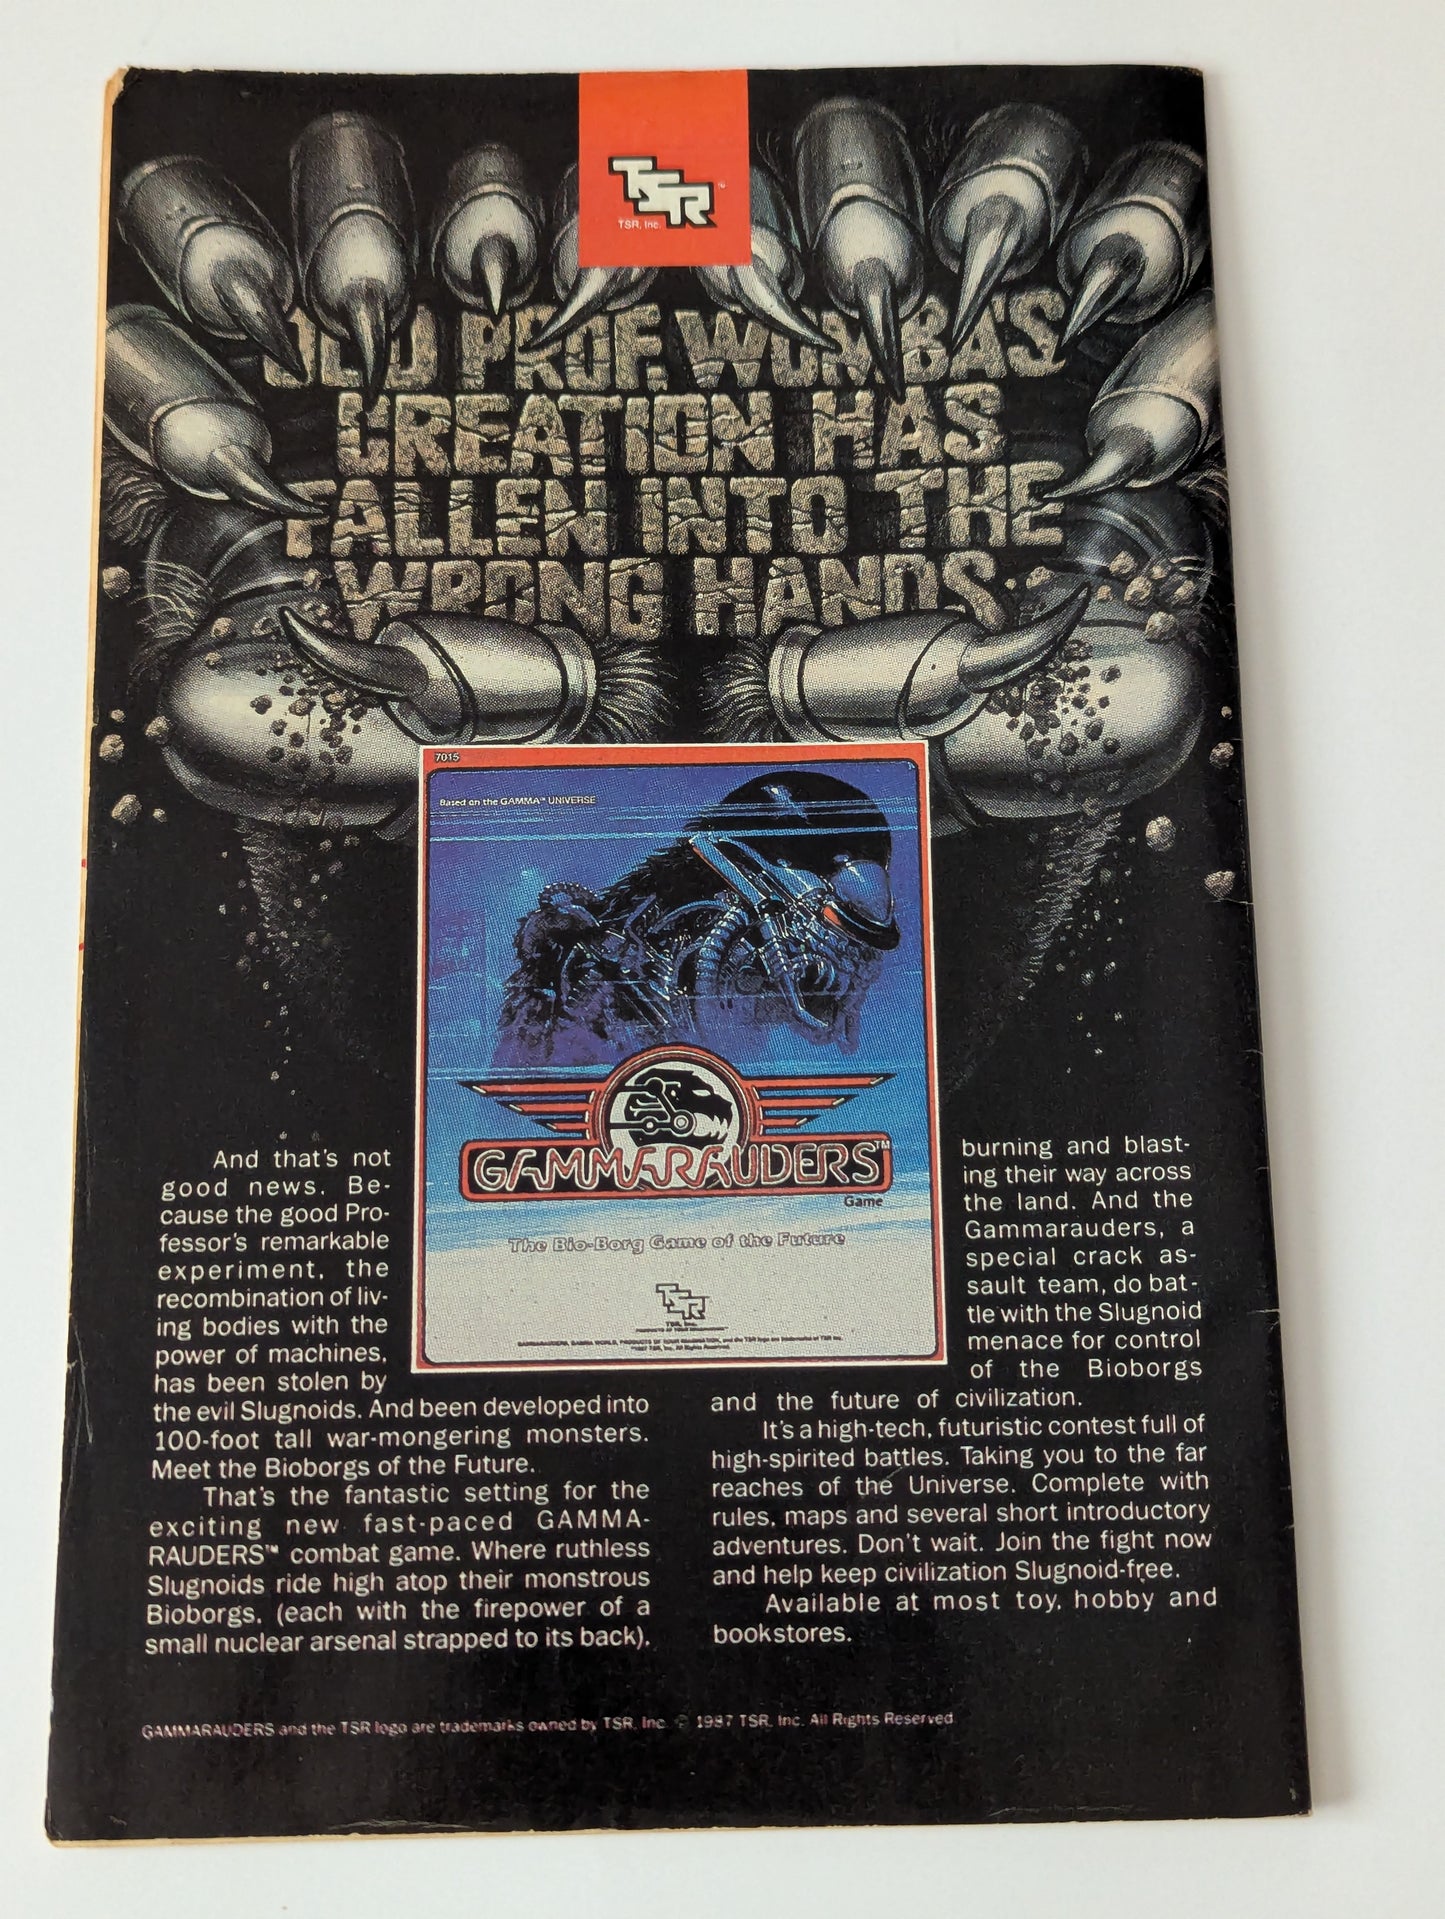 TSR
™
TSR, Inc.
OLD PROF. WOMBA'S
CREATION HAS
FALLEN INTO THE
WRONG HANDS
7015
Based on the GAMMA™ UNIVERSE
GAMMARAUDERS™
Game
The Bio-Borg Game of the Future
TSR
TSR, Inc.
PRODUCTS OF YOUR IMAGINATION™
And that's not
good news. Be-
cause the good Pro-
fessor's remarkable
experiment, the
recombination of liv-
ing bodies with the
power of machines,
has been stolen by
the evil Slugnoids. And been developed into
100-foot tall war-mongering monsters.
Meet the Bioborgs of the Future.
That's the fantastic setting for the
exciting new fast-paced GAMMA-
RAUDERS™ combat game. Where ruthless
Slugnoids ride high atop their monstrous
Bioborgs, (each with the firepower of a
small nuclear arsenal strapped to its back),
burning and blast-
ing their way across
the land. And the
Gammarauders, a
special crack as-
sault team, do bat-
tle with the Slugnoid
menace for control
of the Bioborgs
and the future of civilization.
It's a high-tech, futuristic contest full of
high-spirited battles. Taking you to the far
reaches of the Universe. Complete with
rules, maps and several short introductory
adventures. Don't wait. Join the fight now
and help keep civilization Slugnoid-free.
Available at most toy, hobby and
bookstores.
GAMMARAUDERS and the TSR logo are trademarks owned by TSR, Inc. © 1987 TSR, Inc. All Rights Reserved